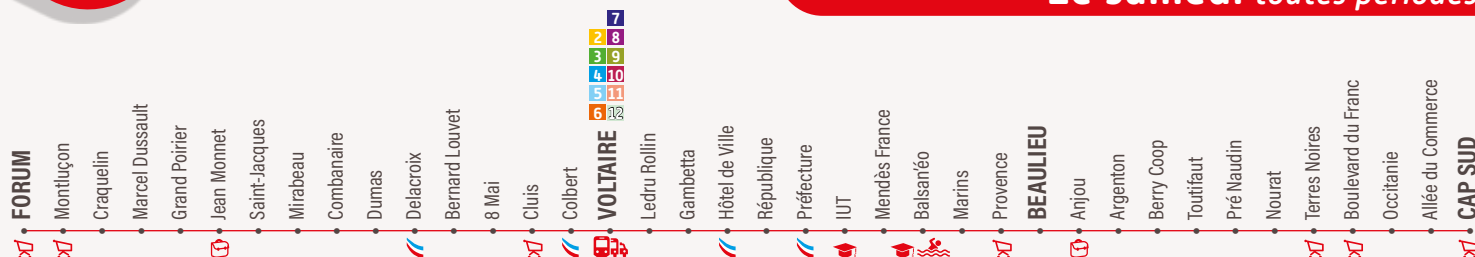 Le samedi toutes périodes
7
2 8
3 9
4 10
5 11
6 12
FORUM
Montluçon
Craquelin
Marcel Dussault
Grand Poirier
Jean Monnet
Saint-Jacques
Mirabeau
Combanaire
Dumas
Delacroix
Bernard Louvet
8 Mai
Cluis
Colbert
VOLTAIRE
Ledru Rollin
Gambetta
Hôtel de Ville
République
Préfecture
IUT
Mendès France
Balsan'éo
Marins
Provence
BEAULIEU
Anjou
Argenton
Berry Coop
Toutifaut
Pré Naudin
Nourat
Terres Noires
Boulevard du Franc
Occitanie
Allée du Commerce
CAP SUD